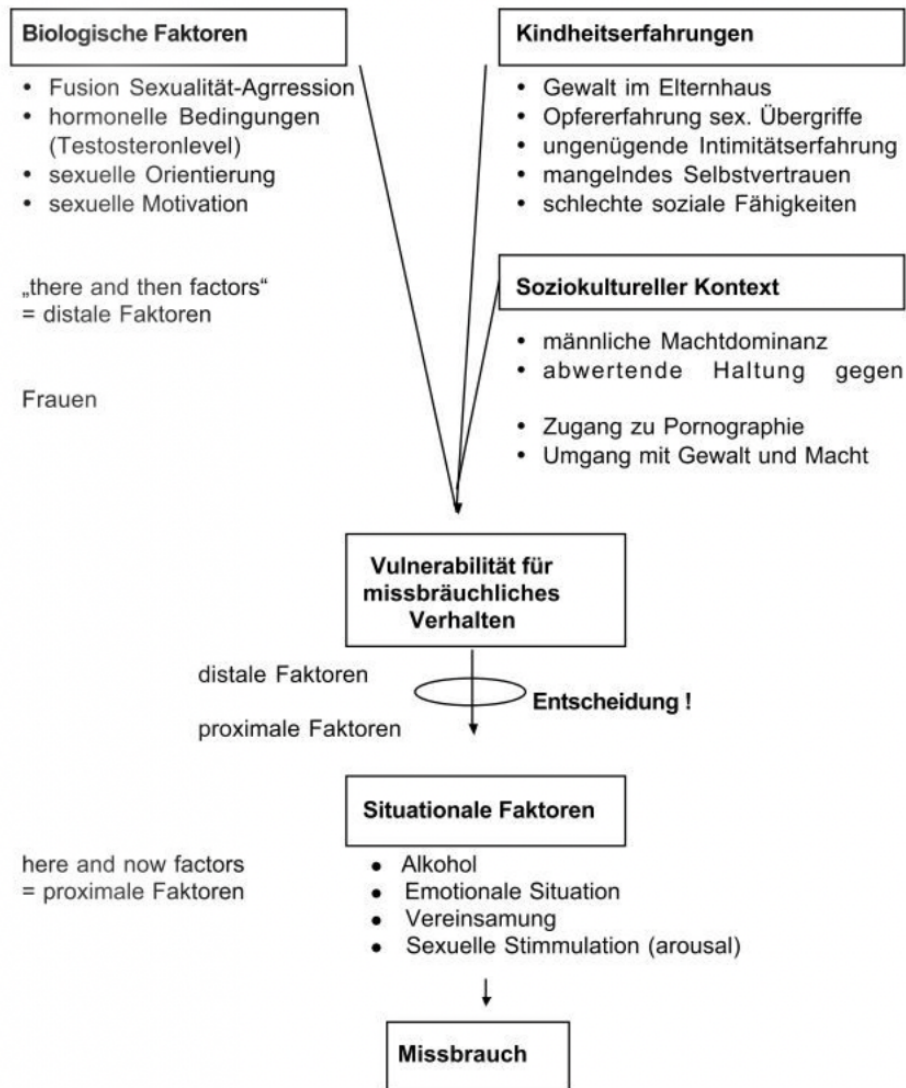 Biologische Faktoren
• Fusion Sexualität-Agrression
• hormonelle Bedingungen
(Testosteronlevel)
• sexuelle Orientierung
• sexuelle Motivation
„there and then factors“
= distale Faktoren
Kindheitserfahrungen
• Gewalt im Elternhaus
• Opfererfahrung sex. Übergriffe
• ungenügende Intimitätserfahrung
• mangelndes Selbstvertrauen
• schlechte soziale Fähigkeiten
Soziokultureller Kontext
• männliche Machtdominanz
• abwertende Haltung gegen
Frauen
• Zugang zu Pornographie
• Umgang mit Gewalt und Macht
Vulnerabilität für
missbräuchliches
Verhalten
distale Faktoren
Entscheidung !
proximale Faktoren
Situationale Faktoren
here and now factors
= proximale Faktoren
• Alkohol
• Emotionale Situation
• Vereinsamung
• Sexuelle Stimmulation (arousal)
Missbrauch